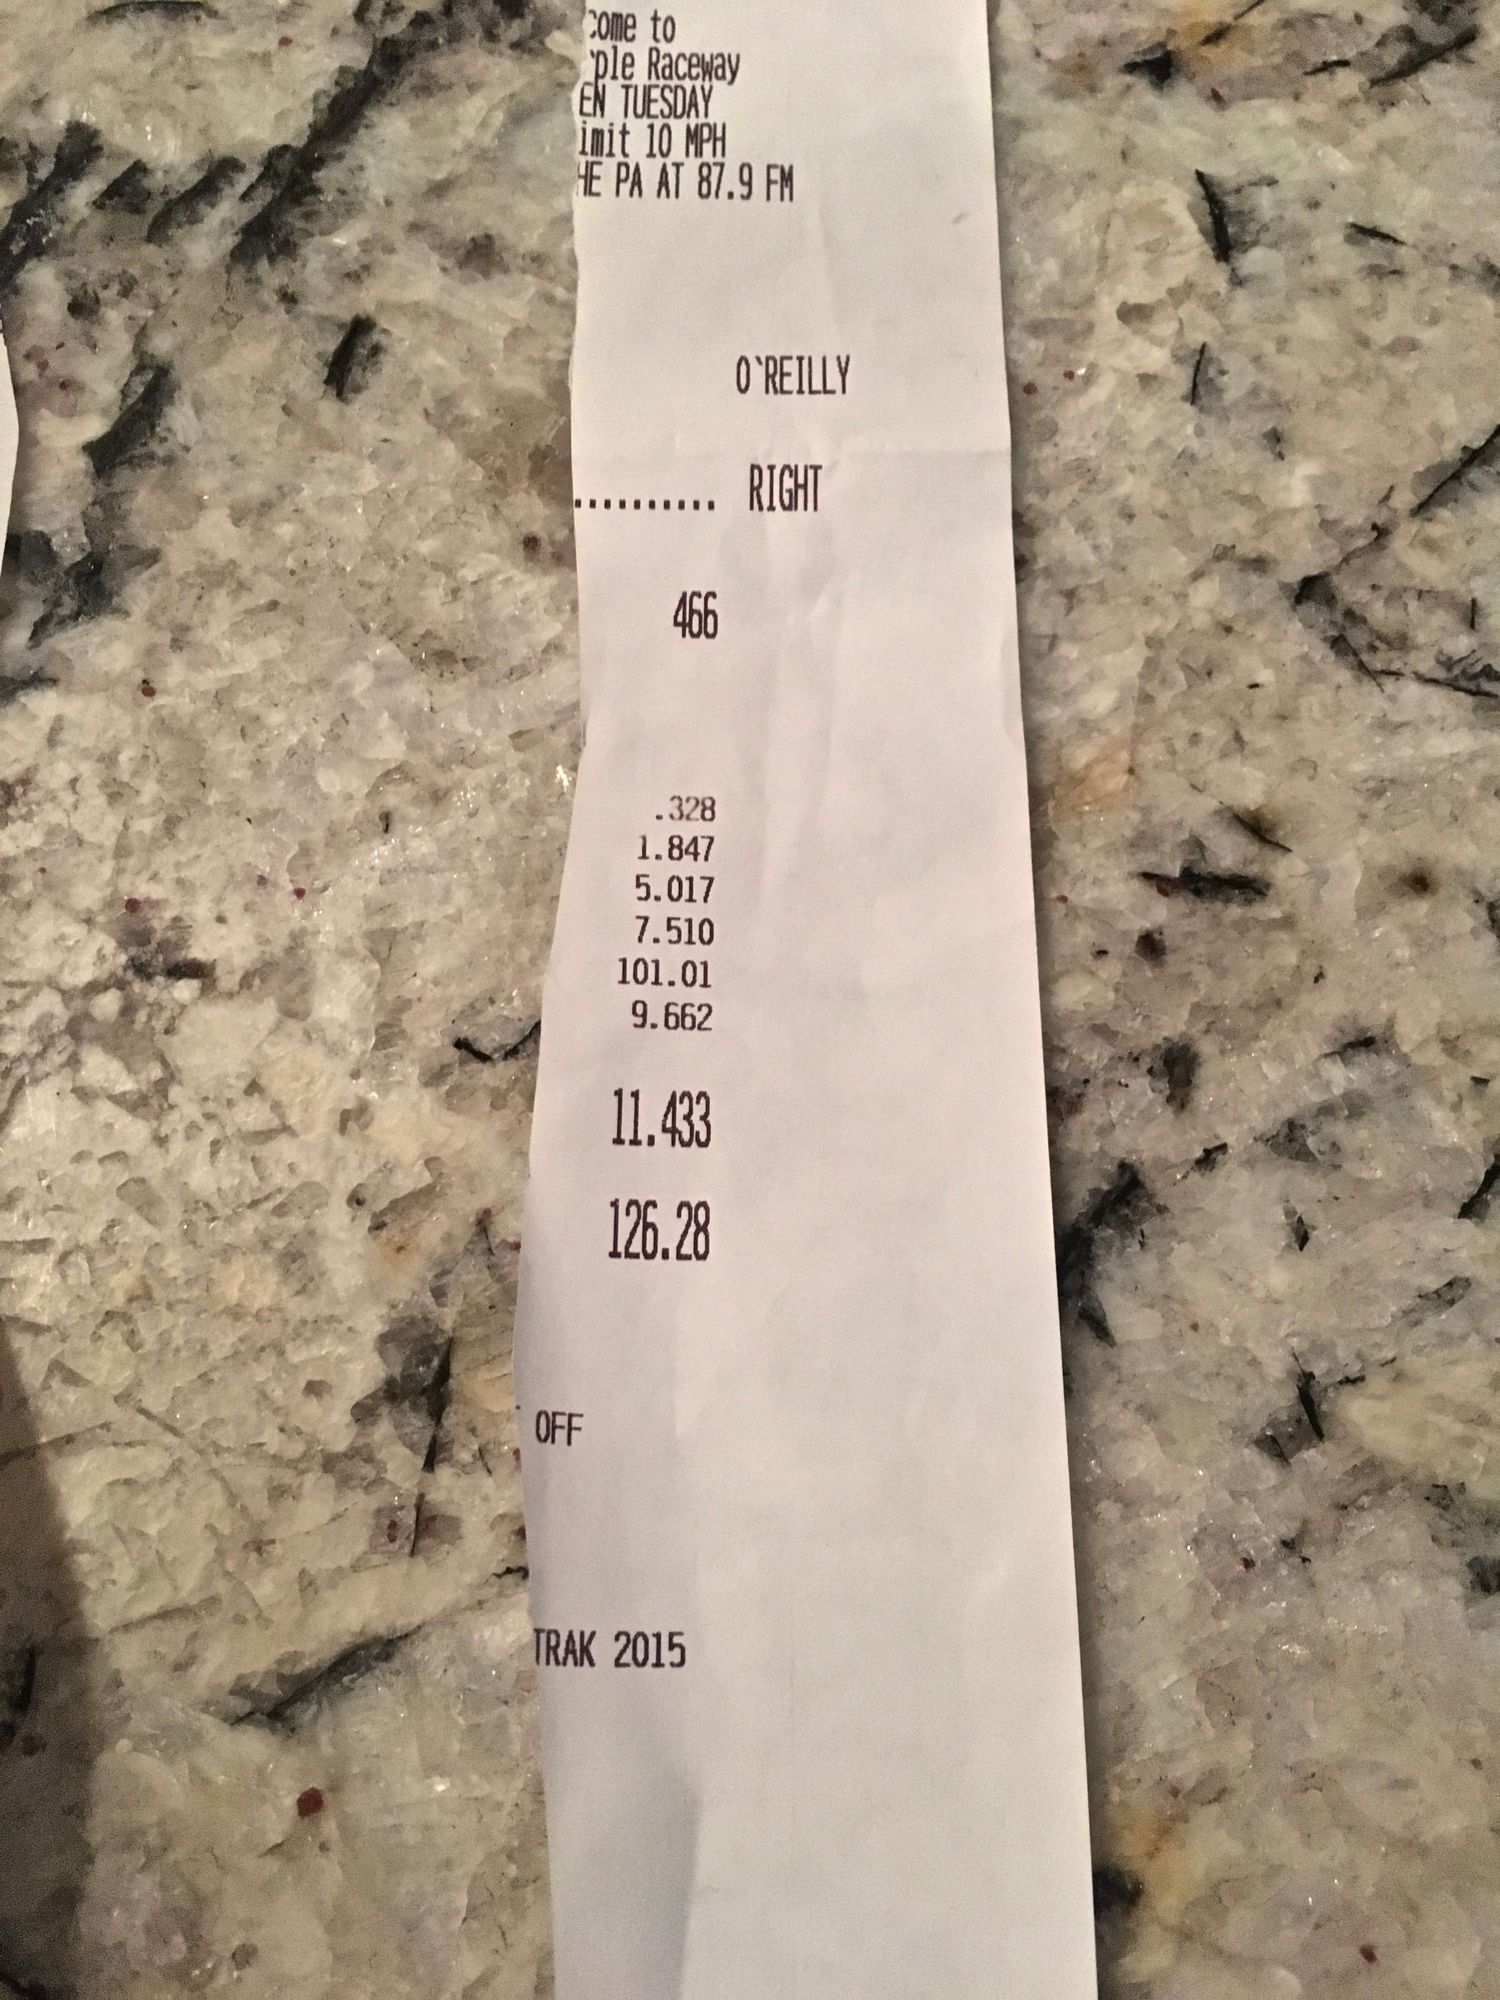 come to
ple Raceway
EN TUESDAY
imit 10 MPH
HE PA AT 87.9 FM
O`REILLY
.......... RIGHT
466
.328
1.847
5.017
7.510
101.01
9.662
11.433
126.28
OFF
TRAK 2015